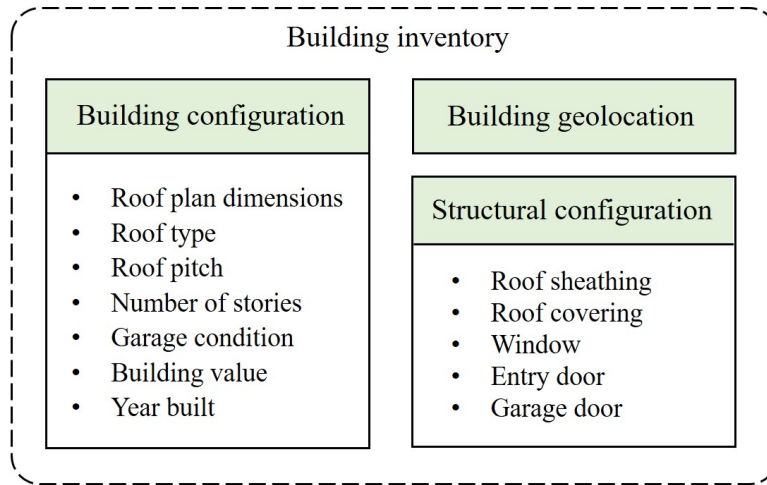 Building inventory
Building configuration
• Roof plan dimensions
• Roof type
• Roof pitch
• Number of stories
• Garage condition
• Building value
• Year built
Building geolocation
Structural configuration
• Roof sheathing
• Roof covering
• Window
• Entry door
• Garage door